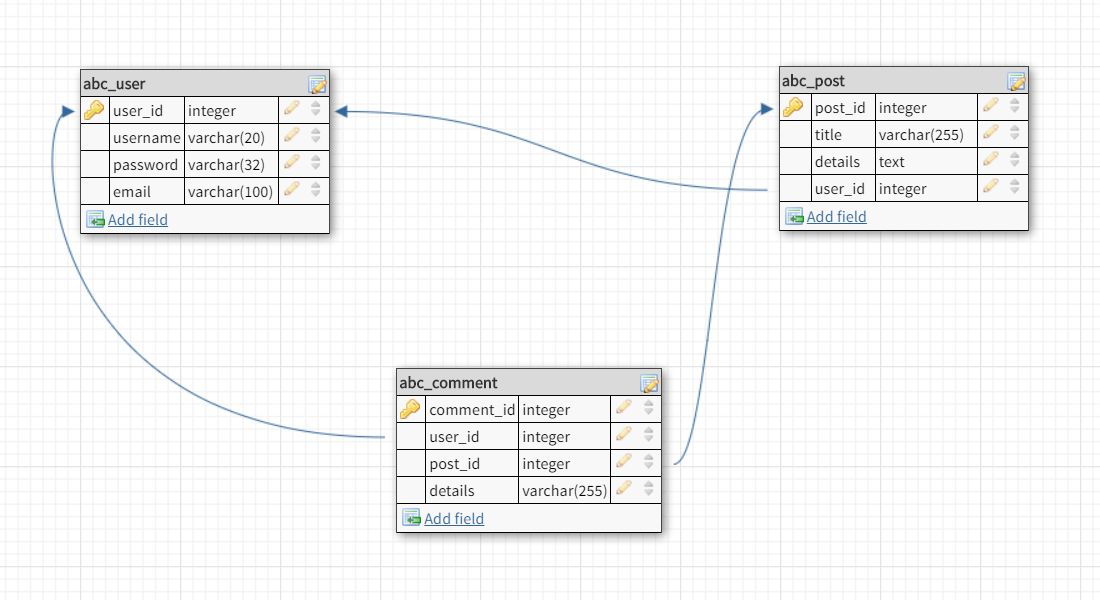 abc_user
user_id integer
username varchar(20)
password varchar(32)
email varchar(100)
Add field
abc_post
post_id integer
title varchar(255)
details text
user_id integer
Add field
abc_comment
comment_id integer
user_id integer
post_id integer
details varchar(255)
Add field